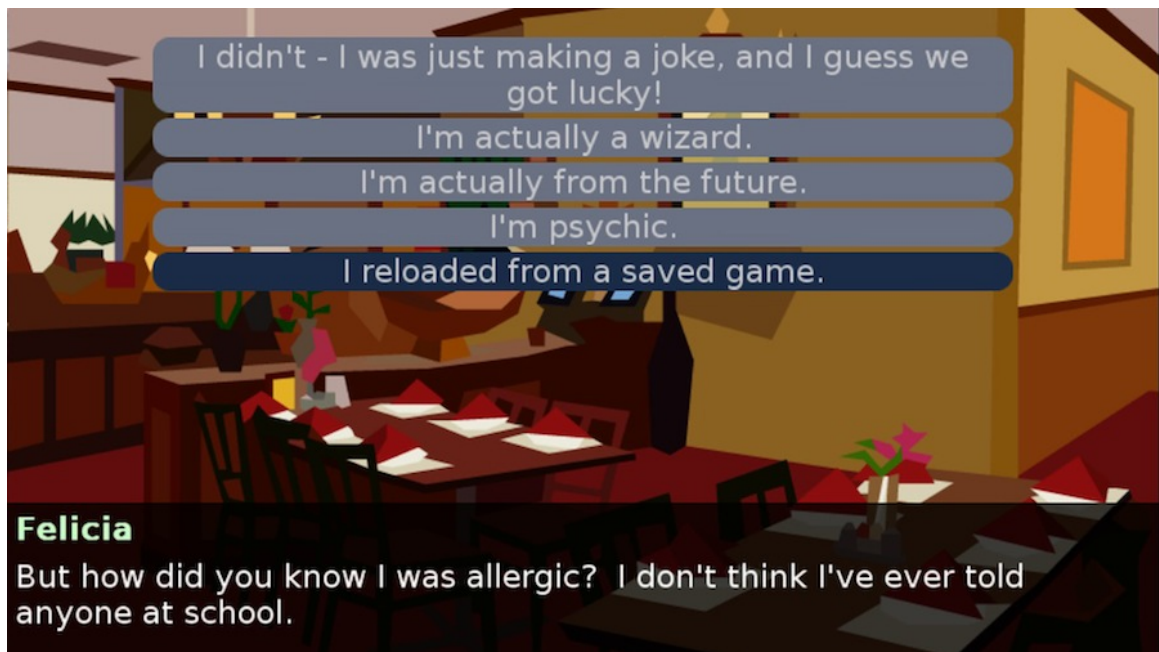 I didn't - I was just making a joke, and I guess we
got lucky!
I'm actually a wizard.
I'm actually from the future.
I'm psychic.
I reloaded from a saved game.
Felicia
But how did you know I was allergic?  I don't think I've ever told
anyone at school.